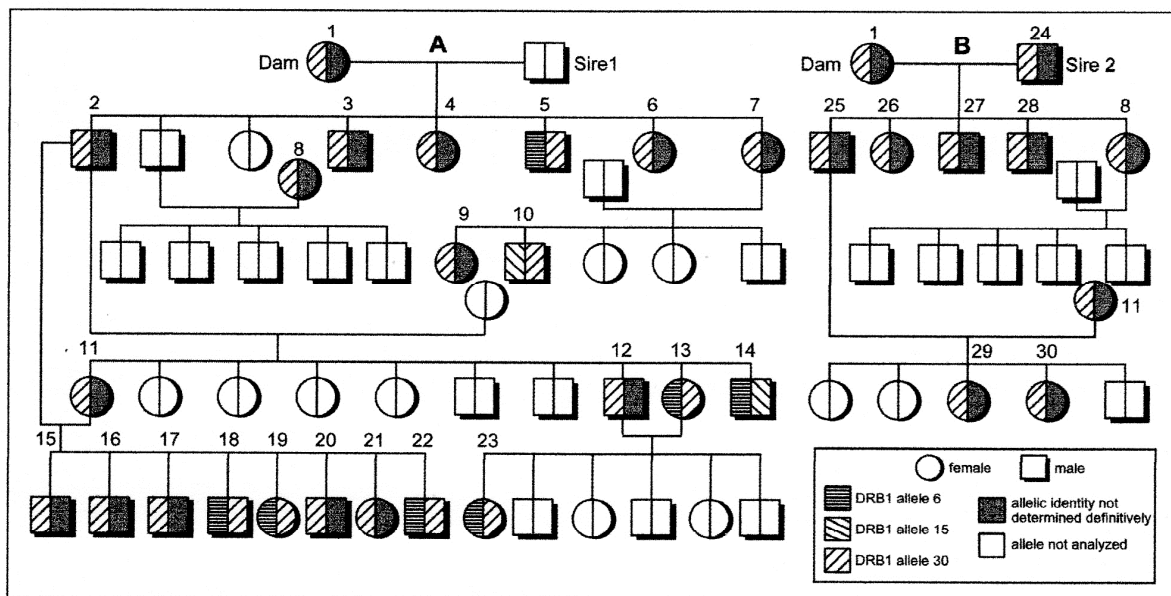 1 A B 1 24
Dam Sire1 Dam Sire 2
2 3 4 5 6 7 25 26 27 28 8
8
9 10
11
11 12 13 14 29 30
15 16 17 18 19 20 21 22 23
female male
DRB1 allele 6
allelic identity not
determined definitively
DRB1 allele 15
allele not analyzed
DRB1 allele 30